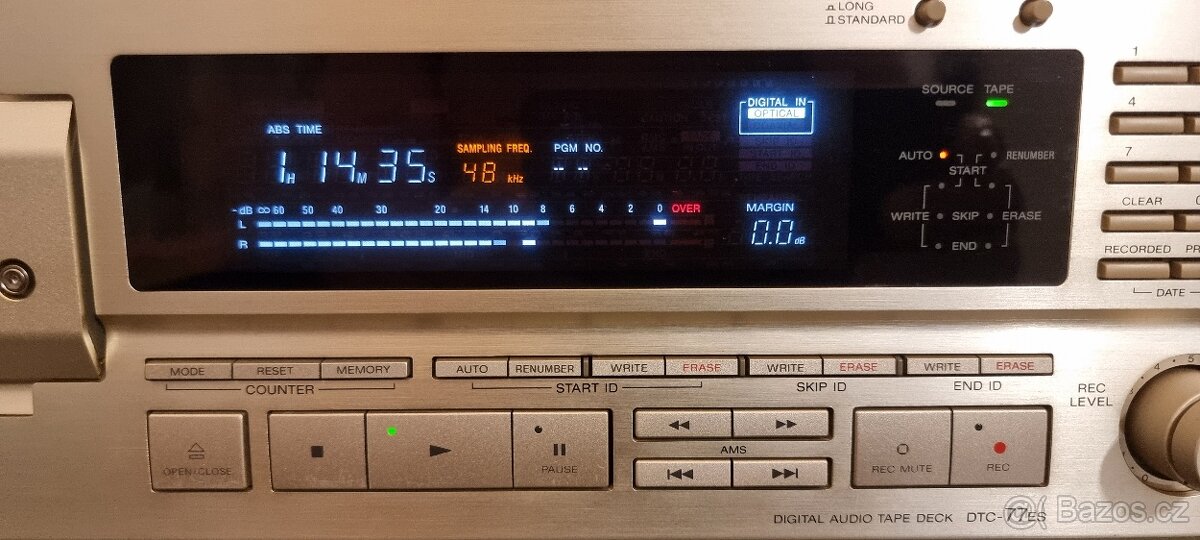 LONG
STANDARD
DIGITAL IN
OPTICAL
SOURCE TAPE
1
4
7
ABS TIME
1H 14M 35S
SAMPLING FREQ.
48 kHz
PGM NO.
-- --
AUTO
RENUMBER
START
WRITE SKIP ERASE
END
-dB ∞ 60 50 40 30 20 14 10 8 6 4 2 0 OVER
L
R
MARGIN
0.0 dB
CLEAR
RECORDED
DATE
MODE RESET MEMORY
COUNTER
AUTO RENUMBER WRITE ERASE
START ID
WRITE ERASE
SKIP ID
WRITE ERASE
END ID
REC
LEVEL
0
4
5
OPEN/CLOSE
PAUSE
AMS
REC MUTE
REC
DIGITAL AUDIO TAPE DECK DTC-77ES
Bazos.cz